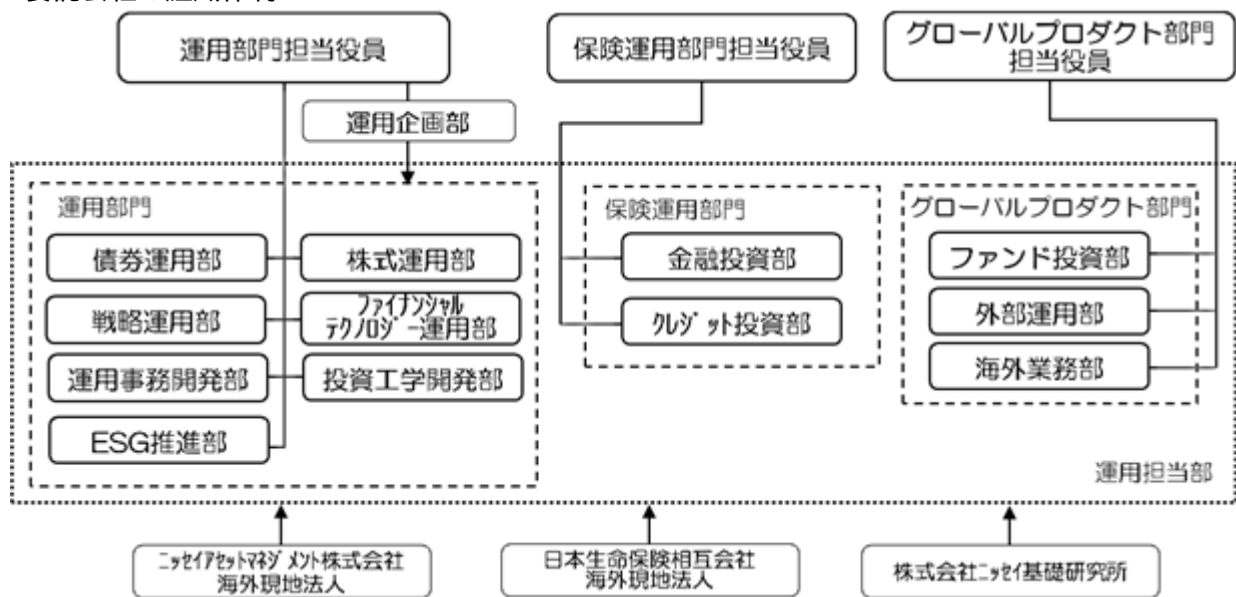 運用部門担当役員
保険運用部門担当役員
グローバルプロダクト部門
担当役員
運用企画部
運用部門
債券運用部
株式運用部
戦略運用部
ファイナンシャル
テクノロジー運用部
運用事務開発部
投資工学開発部
ESG推進部
保険運用部門
金融投資部
クレジット投資部
グローバルプロダクト部門
ファンド投資部
外部運用部
海外業務部
運用担当部
ニッセイアセットマネジメント株式会社
海外現地法人
日本生命保険相互会社
海外現地法人
株式会社ニッセイ基礎研究所